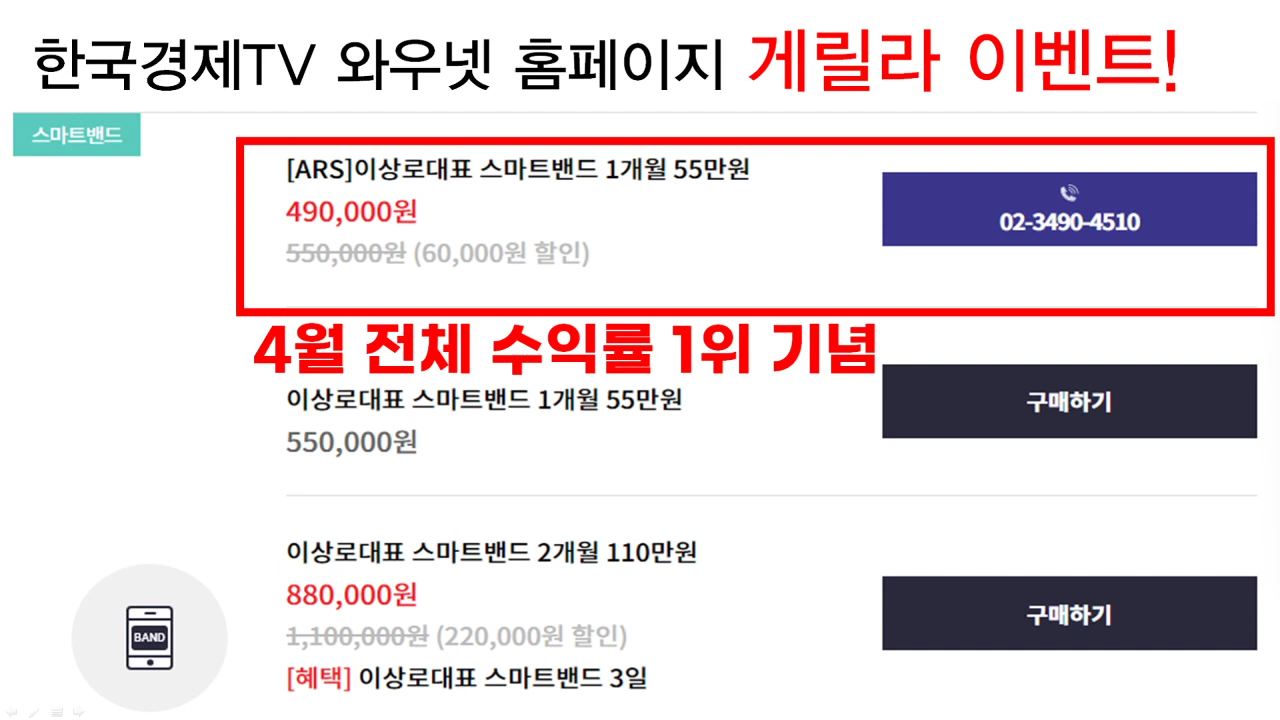 한국경제TV 와우넷 홈페이지 게릴라 이벤트!
스마트밴드
[ARS]이상로대표 스마트밴드 1개월 55만원
490,000원
550,000원 (60,000원 할인)
02-3490-4510
4월 전체 수익률 1위 기념
이상로대표 스마트밴드 1개월 55만원
550,000원
구매하기
이상로대표 스마트밴드 2개월 110만원
880,000원
1,100,000원 (220,000원 할인)
[혜택] 이상로대표 스마트밴드 3일
구매하기
BAND